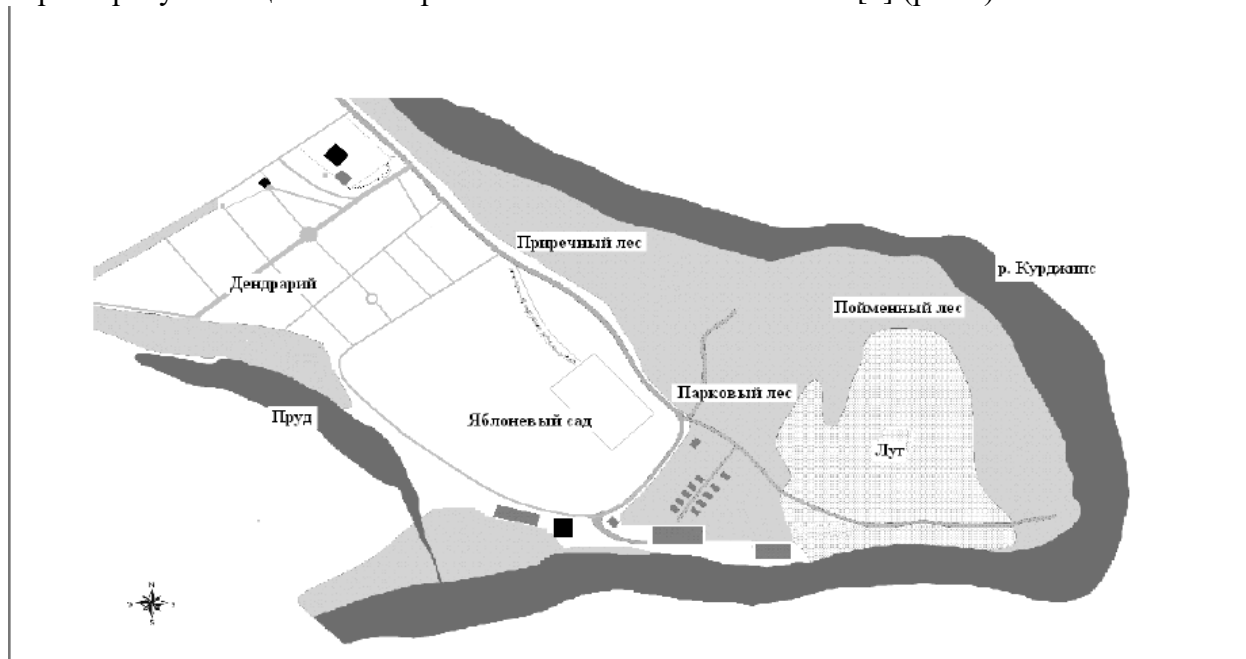 Приречный лес
р. Курджипс
Дендрарий
Пойменный лес
Парковый лес
Пруд
Яблоневый сад
Луг
N
S